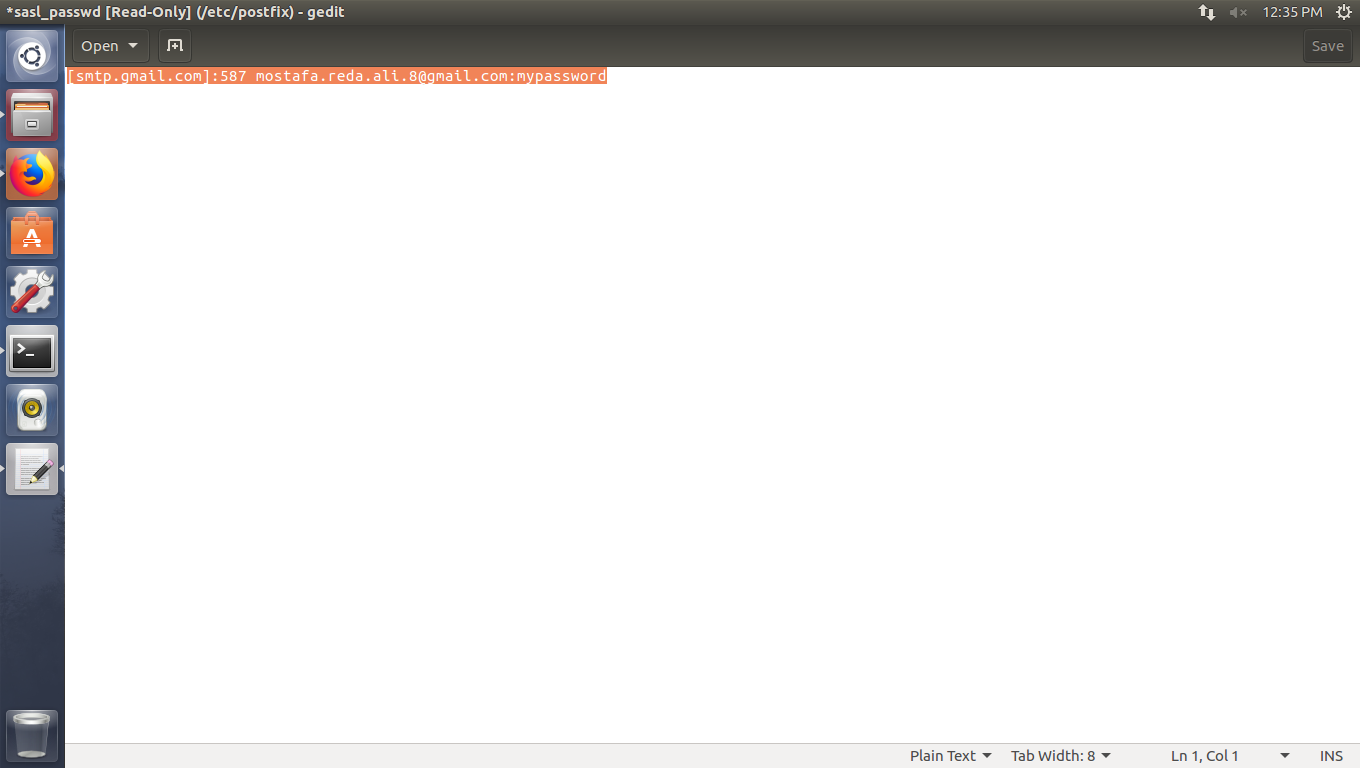 *sasl_passwd [Read-Only] (/etc/postfix) - gedit
12:35 PM
Open
Save
[smtp.gmail.com]:587 mostafa.reda.ali.8@gmail.com:mypassword
Plain Text
Tab Width: 8
Ln 1, Col 1
INS